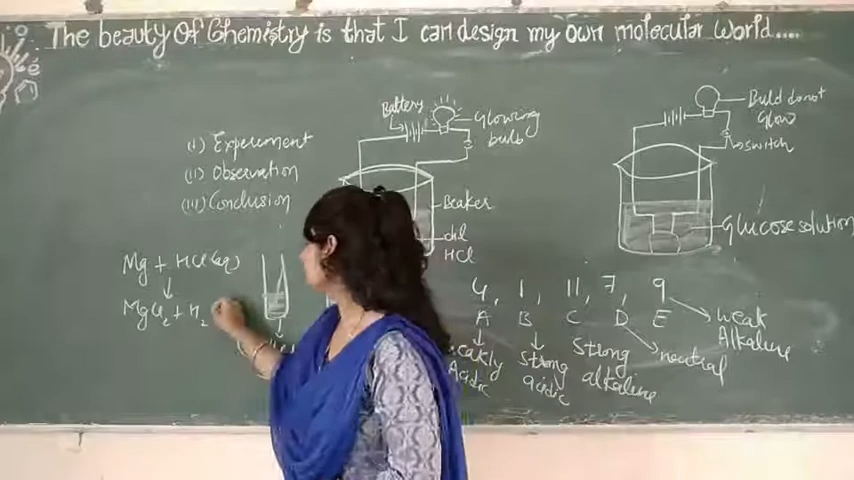 The beauty Of Chemistry is that I can design my own molecular World....
(i) Experiment
(ii) Observation
(iii) Conclusion
Mg + HCl (aq)
MgCl2 + H2
Battery
Glowing
bulb
Beaker
dil
HCl
Buld donot
Glow
switch
Glucose solution
4, 1, 11, 7, 9
A B C D E
eakly
Acidic
Strong
acidic
Strong
alkaline
neutral
weak
Alkaline